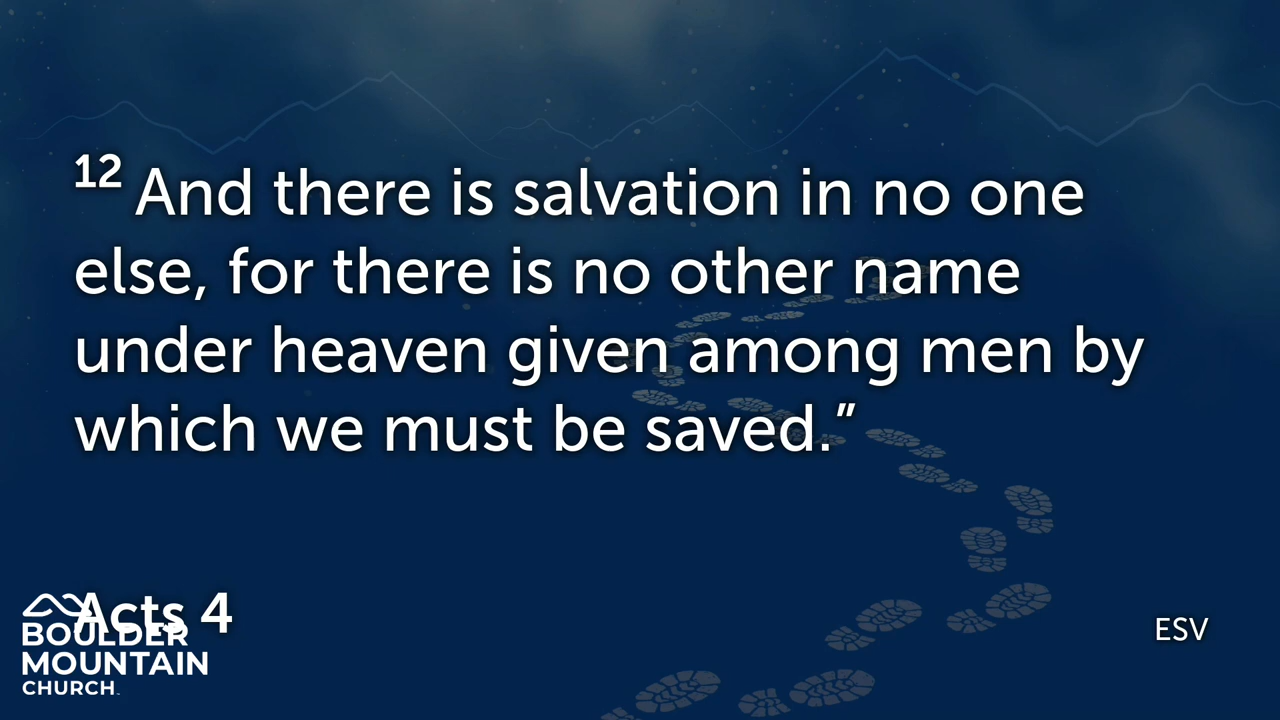 12 And there is salvation in no one
else, for there is no other name
under heaven given among men by
which we must be saved.”
Acts 4
BOULDER
MOUNTAIN
CHURCH
ESV